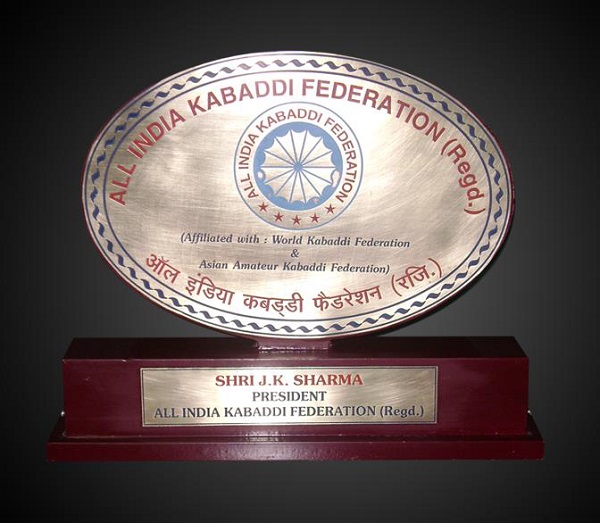 ALL INDIA KABADDI FEDERATION (Regd.)
ALL INDIA KABADDI FEDERATION
(Affiliated with : World Kabaddi Federation
&
Asian Amateur Kabaddi Federation)
ऑल इंडिया कबड्डी फैडरेशन (रजि.)
SHRI J.K. SHARMA
PRESIDENT
ALL INDIA KABADDI FEDERATION (Regd.)